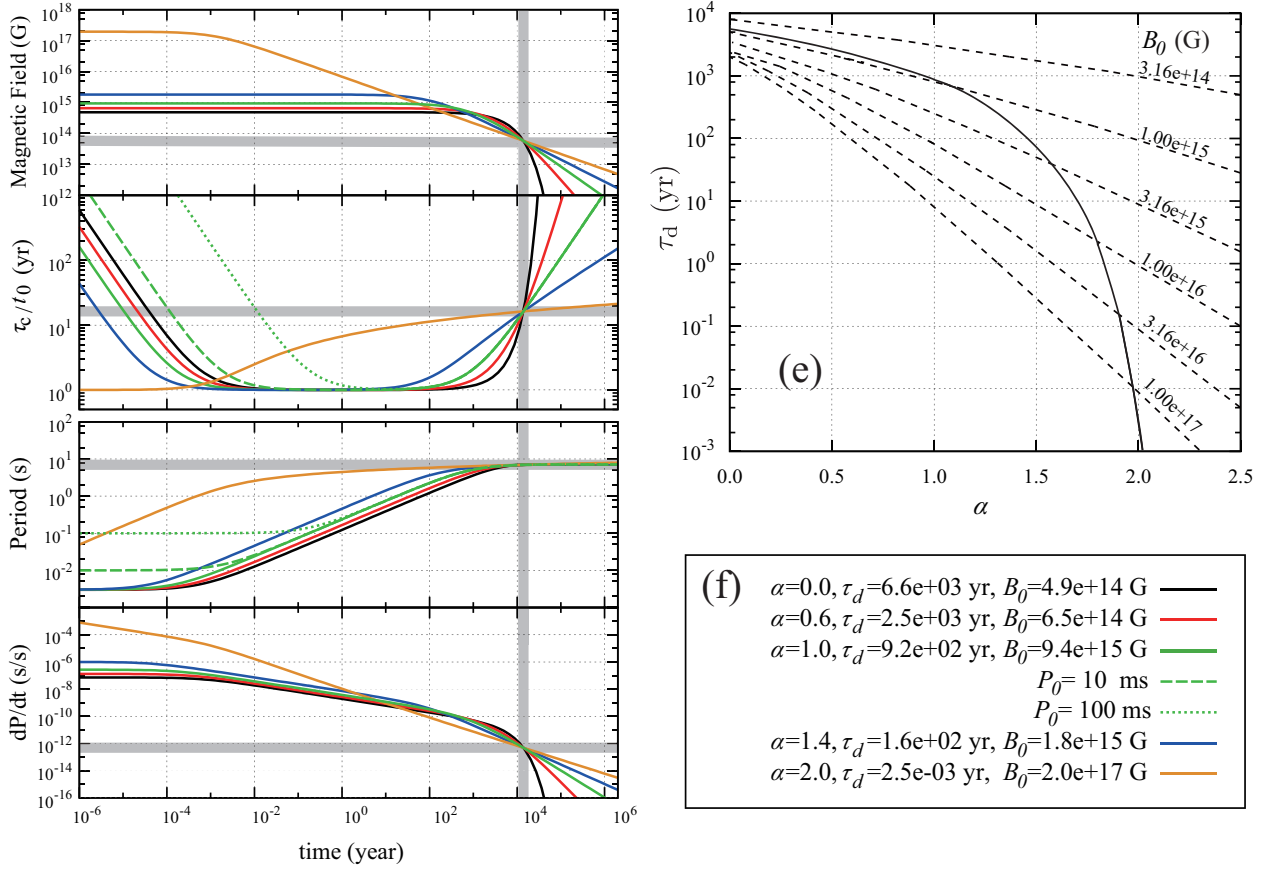 Magnetic Field (G)
10^18
10^17
10^16
10^15
10^14
10^13
10^12
τc/t0 (yr)
10^2
10^1
10^0
Period (s)
10^2
10^1
10^0
10^-1
10^-2
dP/dt (s/s)
10^-4
10^-6
10^-8
10^-10
10^-12
10^-14
10^-16
10^-6 10^-4 10^-2 10^0 10^2 10^4 10^6
time (year)
τd (yr)
10^4
10^3
10^2
10^1
10^0
10^-1
10^-2
10^-3
B0 (G)
3.16e+14
1.00e+15
3.16e+15
1.00e+16
3.16e+16
1.00e+17
(e)
0.0 0.5 1.0 1.5 2.0 2.5
α
(f)
α=0.0, τd=6.6e+03 yr, B0=4.9e+14 G
α=0.6, τd=2.5e+03 yr, B0=6.5e+14 G
α=1.0, τd=9.2e+02 yr, B0=9.4e+15 G
P0= 10 ms
P0= 100 ms
α=1.4, τd=1.6e+02 yr, B0=1.8e+15 G
α=2.0, τd=2.5e-03 yr, B0=2.0e+17 G